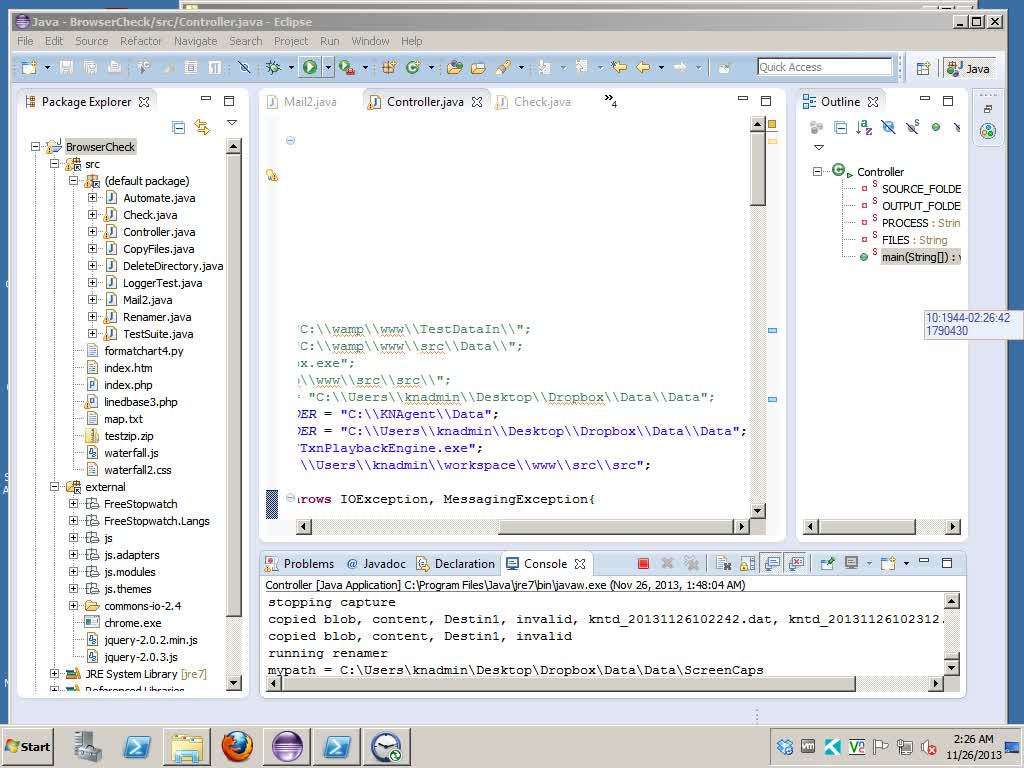 Java - BrowserCheck/src/Controller.java - Eclipse
File Edit Source Refactor Navigate Search Project Run Window Help
Quick Access
Java
Package Explorer
BrowserCheck
src
(default package)
Automate.java
Check.java
Controller.java
CopyFiles.java
DeleteDirectory.java
LoggerTest.java
Mail2.java
Renamer.java
TestSuite.java
formatchart4.py
index.htm
index.php
linedbase3.php
map.txt
testzip.zip
waterfall.js
waterfall2.css
external
FreeStopwatch
FreeStopwatch.Langs
js
js.adapters
js.modules
js.themes
commons-io-2.4
chrome.exe
jquery-2.0.2.min.js
jquery-2.0.3.js
JRE System Library [jre7]
Referenced Libraries
Mail2.java Controller.java Check.java »4
"C:\\wamp\\www\\TestDataIn\\";
"C:\\wamp\\www\\src\\Data\\";
ox.exe";
\\www\\src\\src\\";
= "C:\\Users\\knadmin\\Desktop\\Dropbox\\Data\\Data";
DER = "C:\\KNAgent\\Data";
DER = "C:\\Users\\knadmin\\Desktop\\Dropbox\\Data\\Data";
"TxnPlaybackEngine.exe";
\\Users\\knadmin\\workspace\\www\\src\\src";
hrows IOException, MessagingException{
Outline
Controller
SOURCE_FOLDE
OUTPUT_FOLDE
PROCESS : Strin
FILES : String
main(String[]) : v
10:1944-02:26:42
1790430
Problems @ Javadoc Declaration Console
Controller [Java Application] C:\Program Files\Java\jre7\bin\javaw.exe (Nov 26, 2013, 1:48:04 AM)
stopping capture
copied blob, content, Destin1, invalid, kntd_20131126102242.dat, kntd_20131126102312.
copied blob, content, Destin1, invalid
running renamer
mypath = C:\Users\knadmin\Desktop\Dropbox\Data\Data\ScreenCaps
Start
2:26 AM
11/26/2013